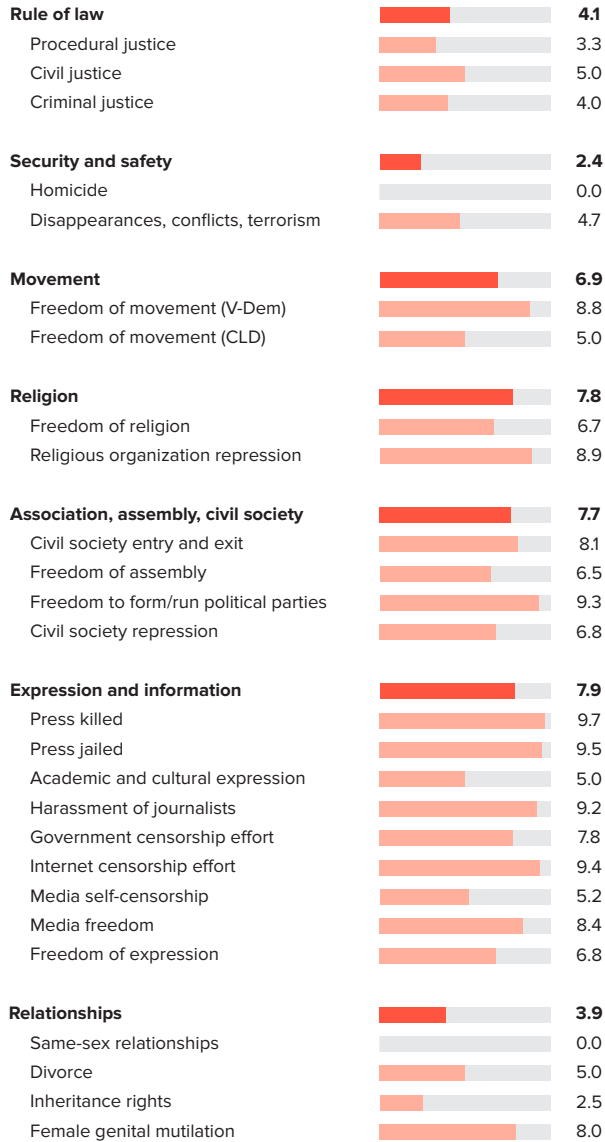 Rule of law 4.1
Procedural justice 3.3
Civil justice 5.0
Criminal justice 4.0
Security and safety 2.4
Homicide 0.0
Disappearances, conflicts, terrorism 4.7
Movement 6.9
Freedom of movement (V-Dem) 8.8
Freedom of movement (CLD) 5.0
Religion 7.8
Freedom of religion 6.7
Religious organization repression 8.9
Association, assembly, civil society 7.7
Civil society entry and exit 8.1
Freedom of assembly 6.5
Freedom to form/run political parties 9.3
Civil society repression 6.8
Expression and information 7.9
Press killed 9.7
Press jailed 9.5
Academic and cultural expression 5.0
Harassment of journalists 9.2
Government censorship effort 7.8
Internet censorship effort 9.4
Media self-censorship 5.2
Media freedom 8.4
Freedom of expression 6.8
Relationships 3.9
Same-sex relationships 0.0
Divorce 5.0
Inheritance rights 2.5
Female genital mutilation 8.0